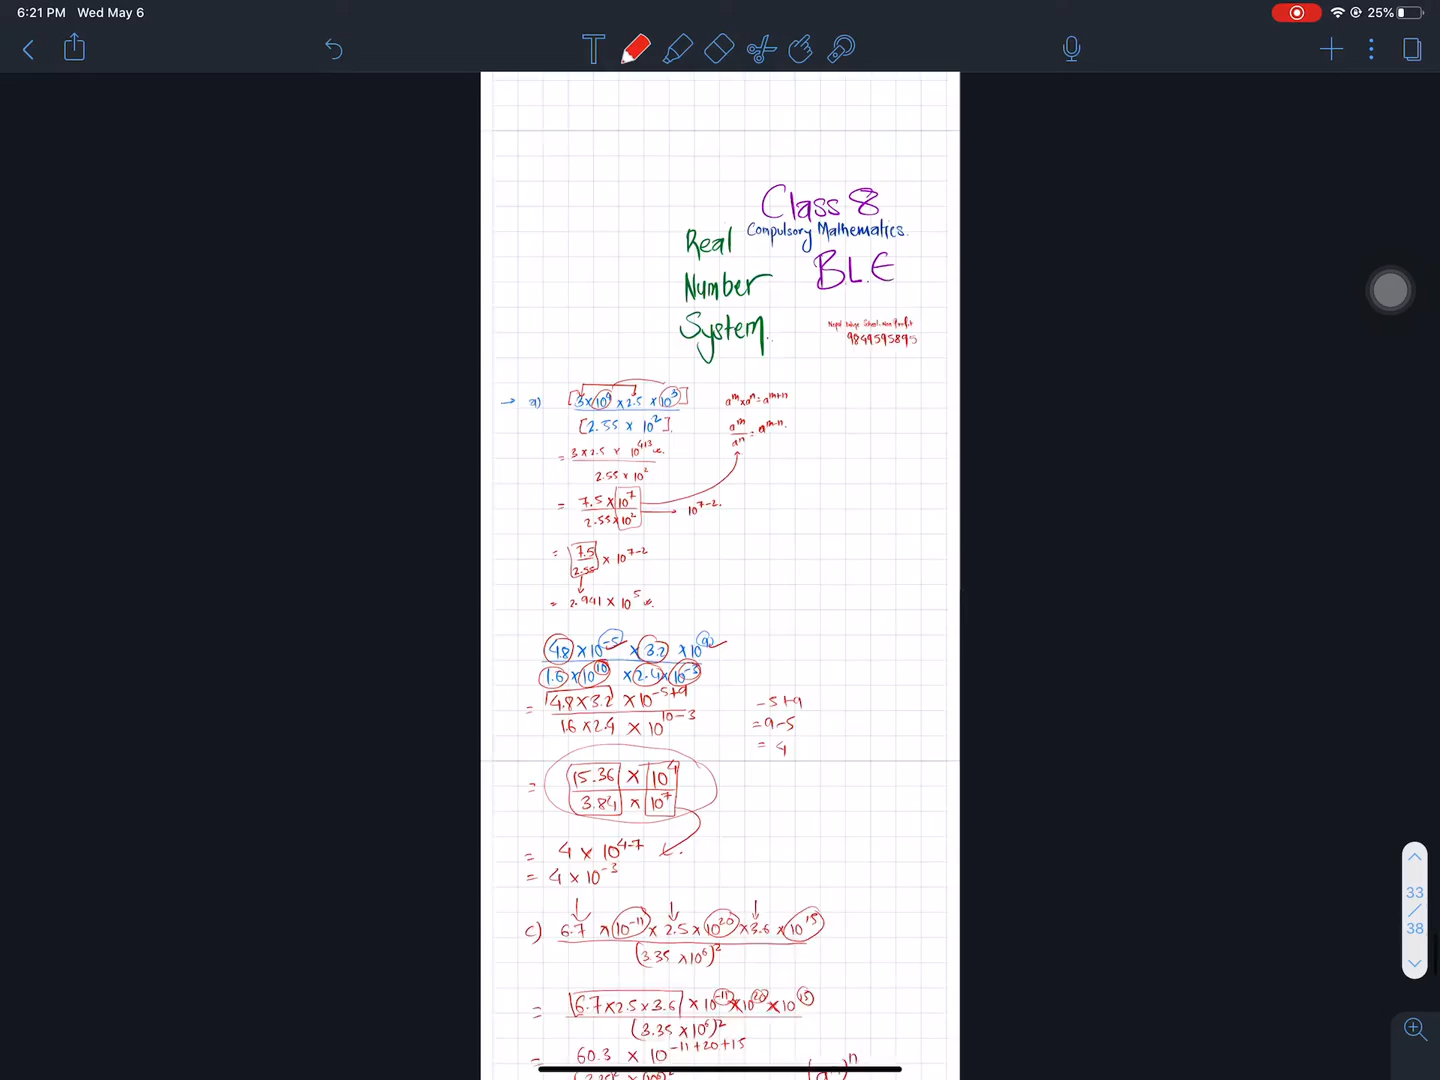 6:21 PM Wed May 6
25%
Class 8
Compulsory Mathematics
Real
Number
System.
B.L.E
9849595895
→ a) [3×10⁴ ×2.5 ×10³]
[2.55 × 10²].
aᵐ×aⁿ=aᵐ⁺ⁿ
aᵐ/aⁿ = aᵐ⁻ⁿ.
= 3×2.5 × 10⁴⁺³
2.55×10²
= 7.5×10⁷
2.55×10²
10⁷⁻².
= 7.5/2.55 × 10⁷⁻²
= 2.941×10⁵
4.8×10⁻⁵ ×3.2 ×10⁹
1.6×10¹⁰ ×2.4×10⁻³
= 4.8×3.2 ×10⁻⁵⁺⁹
1.6×2.4 × 10¹⁰⁻³
-5+9
= 9-5
= 4
= 15.36 × 10⁴
3.84 × 10⁷
= 4 × 10⁴⁻⁷
= 4 × 10⁻³
c) 6.7 ×10⁻¹¹ × 2.5×10²⁰ ×3.6 ×10¹⁵
(3.35 ×10⁶)²
= 6.7×2.5×3.6 ×10⁻¹¹×10²⁰×10¹⁵
(3.35 ×10⁶)²
= 60.3 × 10⁻¹¹⁺²⁰⁺¹⁵
33
/
38